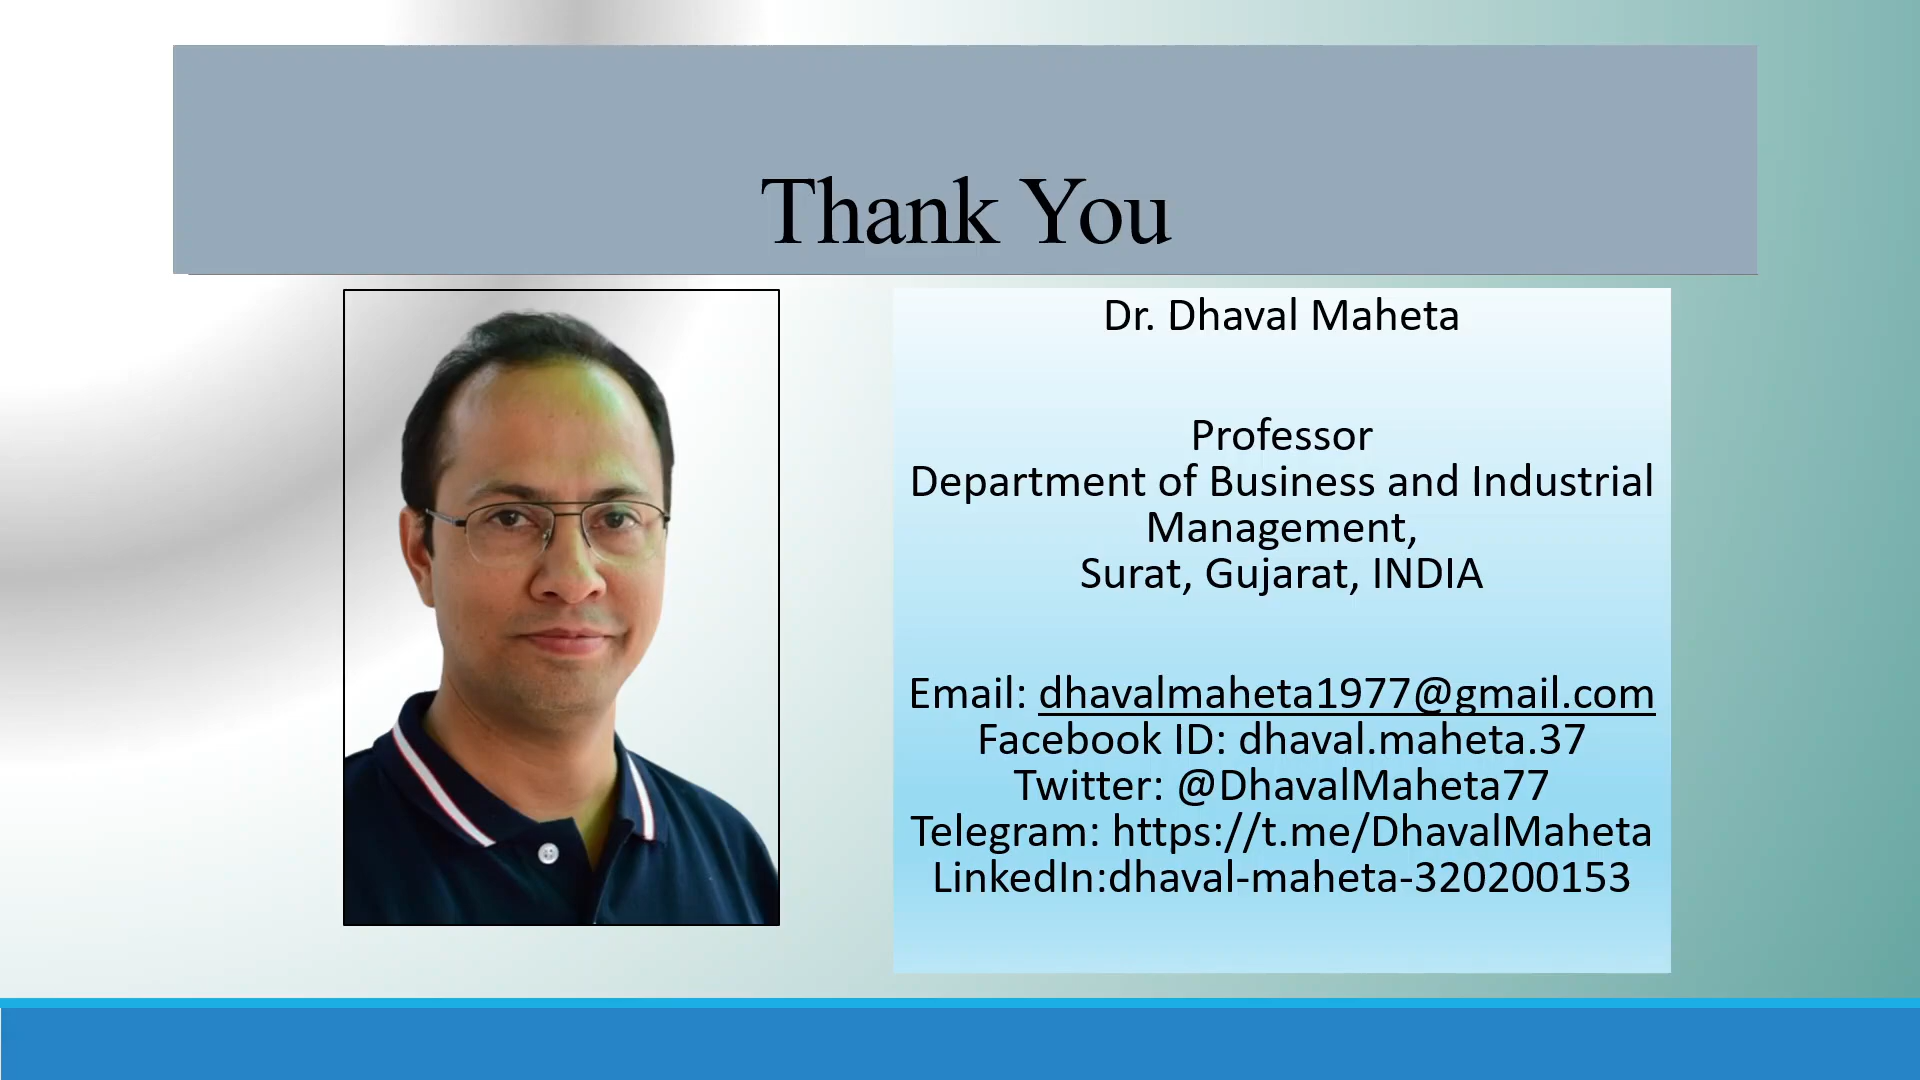 Thank You
Dr. Dhaval Maheta
Professor
Department of Business and Industrial
Management,
Surat, Gujarat, INDIA
Email: dhavalmaheta1977@gmail.com
Facebook ID: dhaval.maheta.37
Twitter: @DhavalMaheta77
Telegram: https://t.me/DhavalMaheta
LinkedIn:dhaval-maheta-320200153